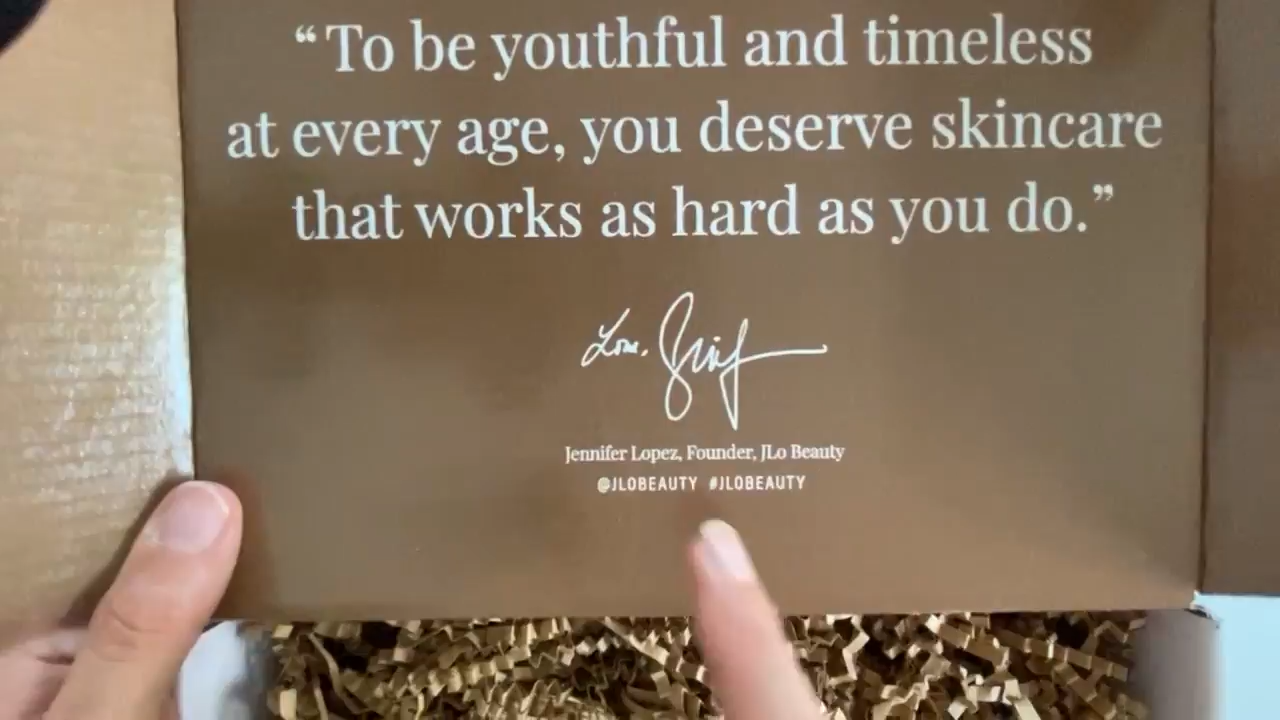 “To be youthful and timeless
at every age, you deserve skincare
that works as hard as you do.”
Love,
Jennifer Lopez, Founder, JLo Beauty
@JLOBEAUTY #JLOBEAUTY